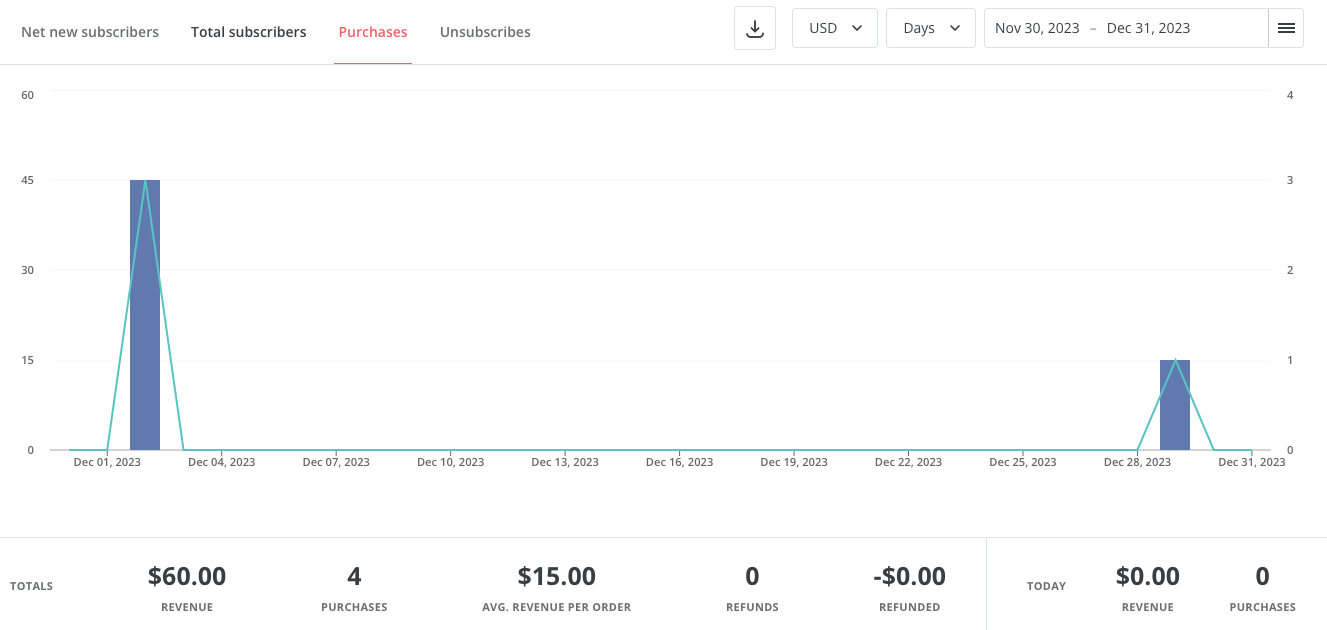 Net new subscribers Total subscribers Purchases Unsubscribes USD Days Nov 30, 2023 – Dec 31, 2023
60 4
45 3
30 2
15 1
0 0
Dec 01, 2023 Dec 04, 2023 Dec 07, 2023 Dec 10, 2023 Dec 13, 2023 Dec 16, 2023 Dec 19, 2023 Dec 22, 2023 Dec 25, 2023 Dec 28, 2023 Dec 31, 2023
$60.00 4 $15.00 0 -$0.00 $0.00 0
TOTALS TODAY
REVENUE PURCHASES AVG. REVENUE PER ORDER REFUNDS REFUNDED REVENUE PURCHASES